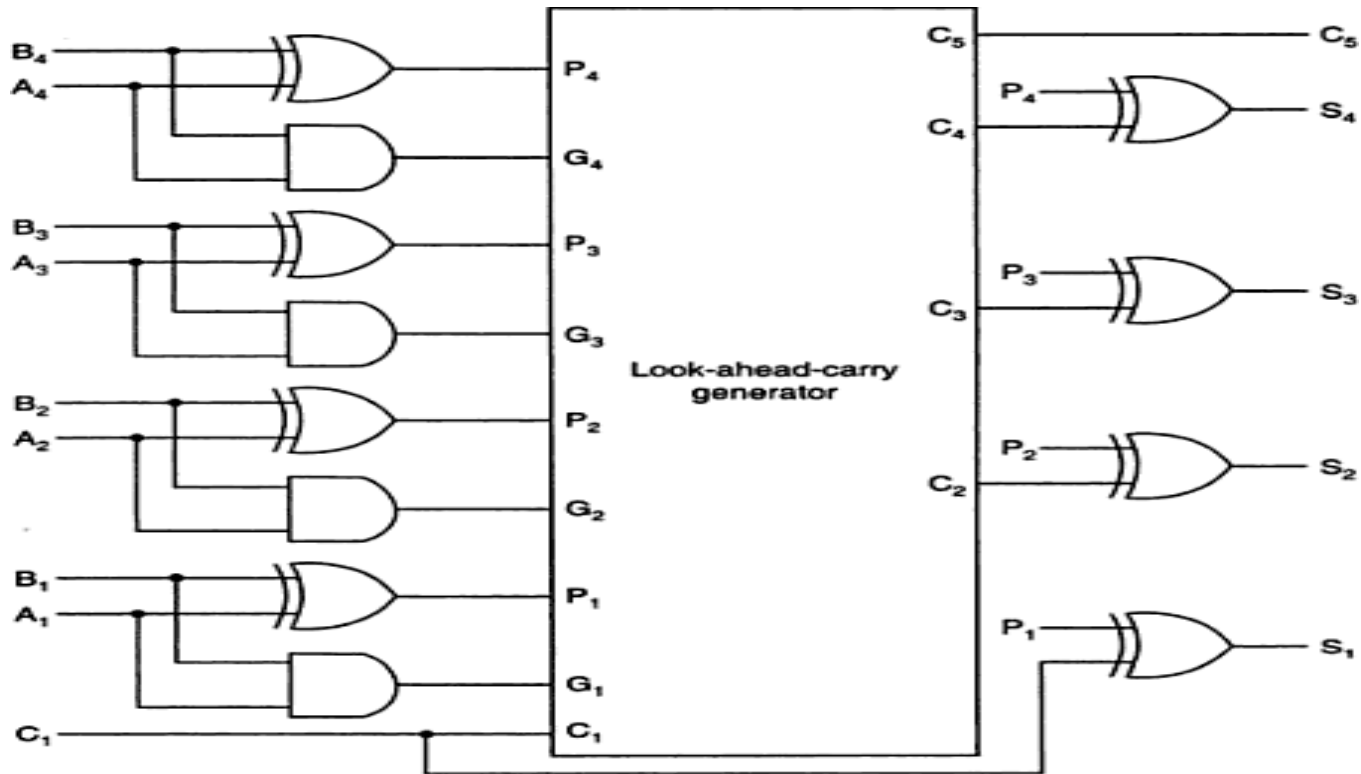 B₄
A₄
P₄
G₄
B₃
A₃
P₃
G₃
B₂
A₂
P₂
G₂
B₁
A₁
P₁
G₁
C₁
C₁
Look-ahead-carry
generator
C₅
C₅
P₄
C₄
S₄
P₃
C₃
S₃
P₂
C₂
S₂
P₁
S₁